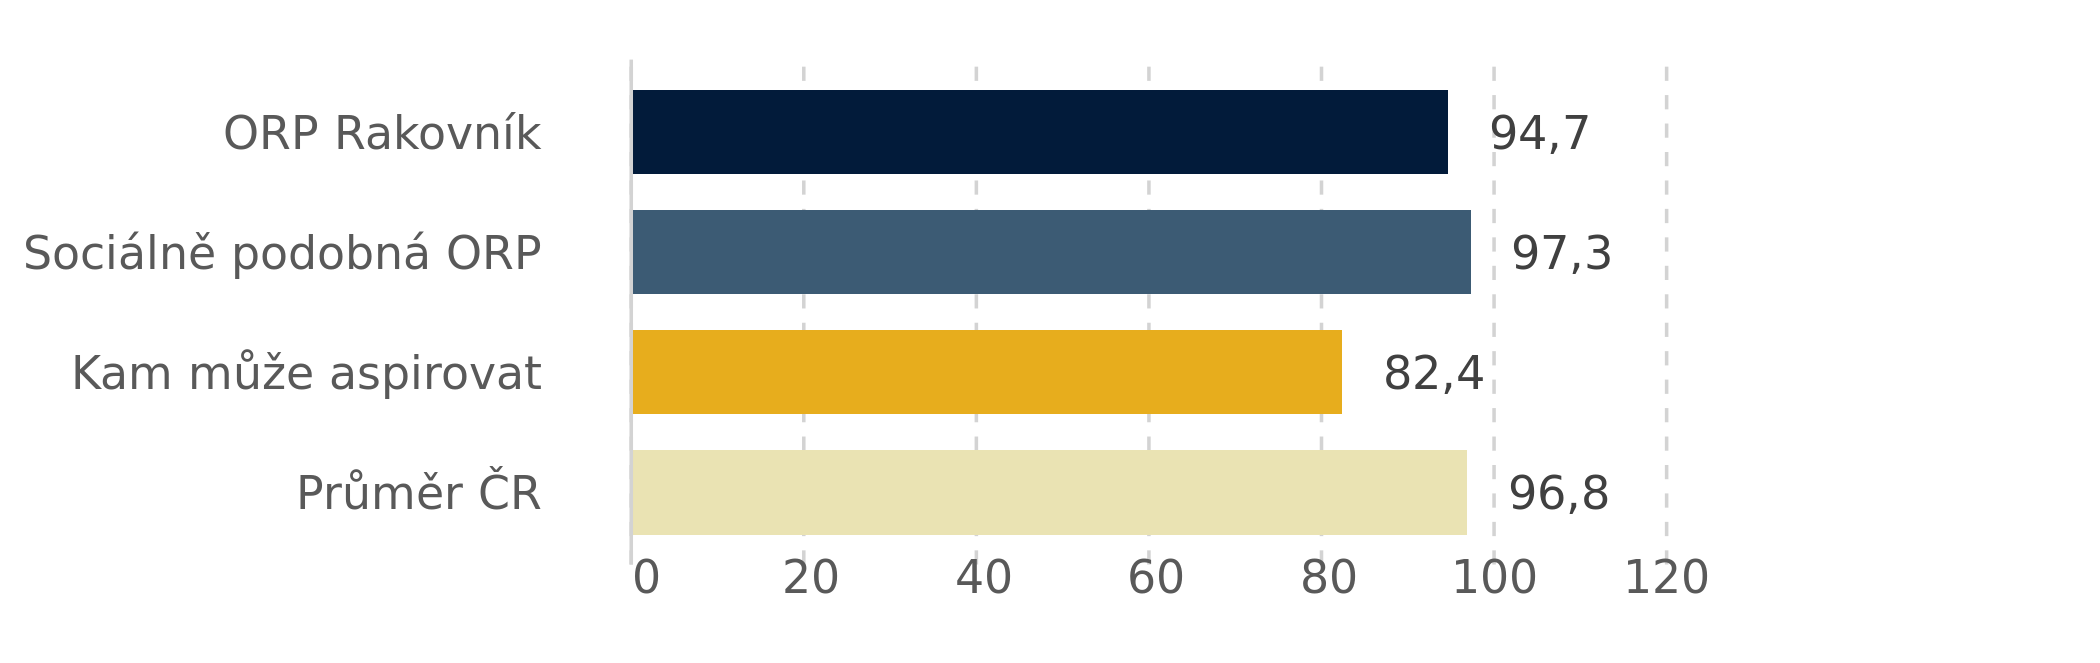 ORP Rakovník 94,7
Sociálně podobná ORP 97,3
Kam může aspirovat 82,4
Průměr ČR 96,8
0 20 40 60 80 100 120